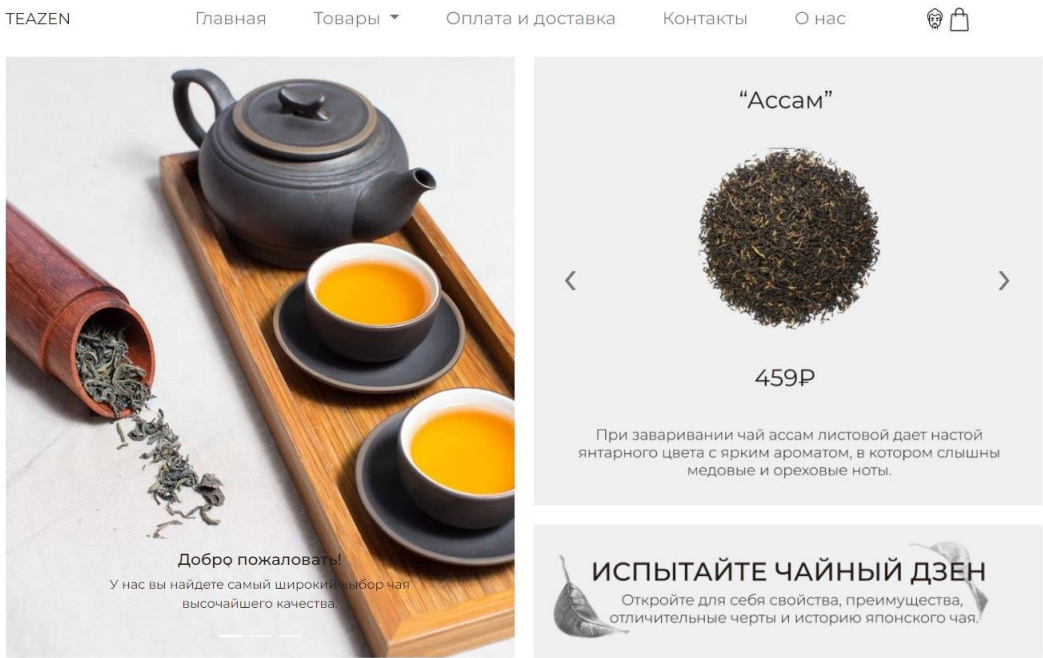 TEAZEN
Главная
Товары
Оплата и доставка
Контакты
О нас
“Ассам”
459₽
При заваривании чай ассам листовой дает настой
янтарного цвета с ярким ароматом, в котором слышны
медовые и ореховые ноты.
Добро пожаловать!
У нас вы найдете самый широкий выбор чая
высочайшего качества.
ИСПЫТАЙТЕ ЧАЙНЫЙ ДЗЕН
Откройте для себя свойства, преимущества,
отличительные черты и историю японского чая.